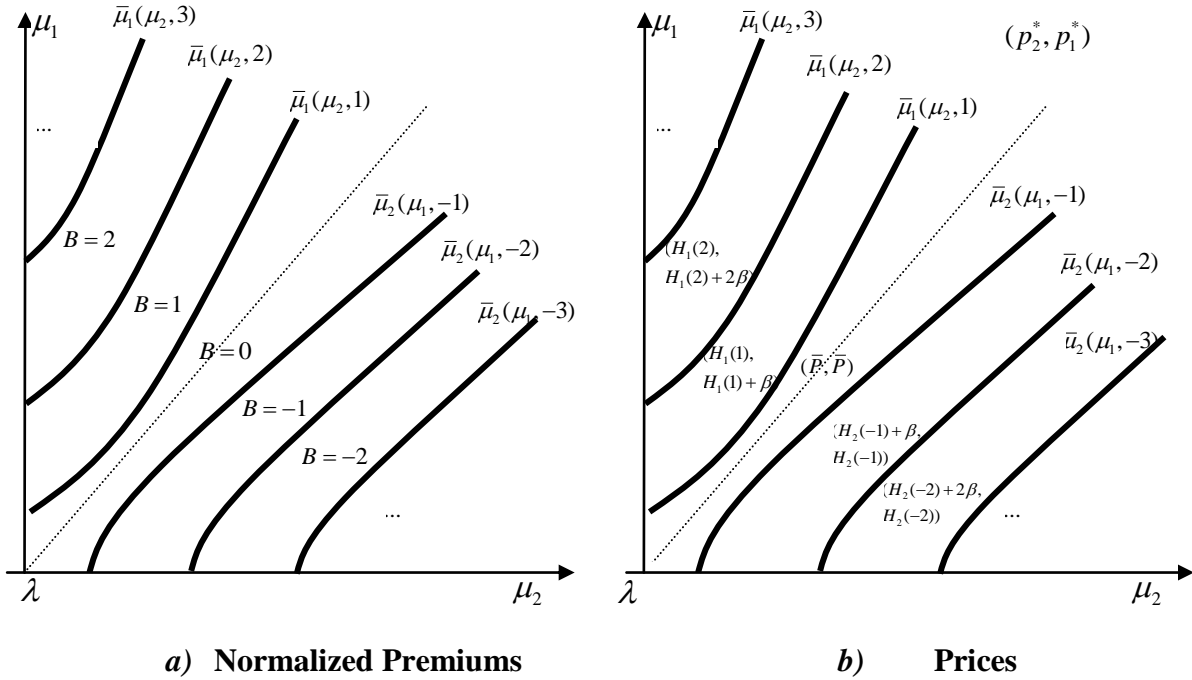 μ₁
μ̄₁(μ₂,3)
μ̄₁(μ₂,2)
μ̄₁(μ₂,1)
...
μ̄₂(μ₁,−1)
B = 2
μ̄₂(μ₁,−2)
B = 1
μ̄₂(μ₁,−3)
B = 0
B = −1
B = −2
...
λ
μ₂
a) Normalized Premiums
μ₁
μ̄₁(μ₂,3)
(p₂*, p₁*)
μ̄₁(μ₂,2)
μ̄₁(μ₂,1)
...
μ̄₂(μ₁,−1)
(H₁(2),
H₁(2)+2β)
μ̄₂(μ₁,−2)
u̅₂(μ₁,−3)
(H₁(1),
H₁(1)+β)
(P̄,P̄)
(H₂(−1)+β,
H₂(−1))
(H₂(−2)+2β,
H₂(−2))
...
λ
μ₂
b) Prices